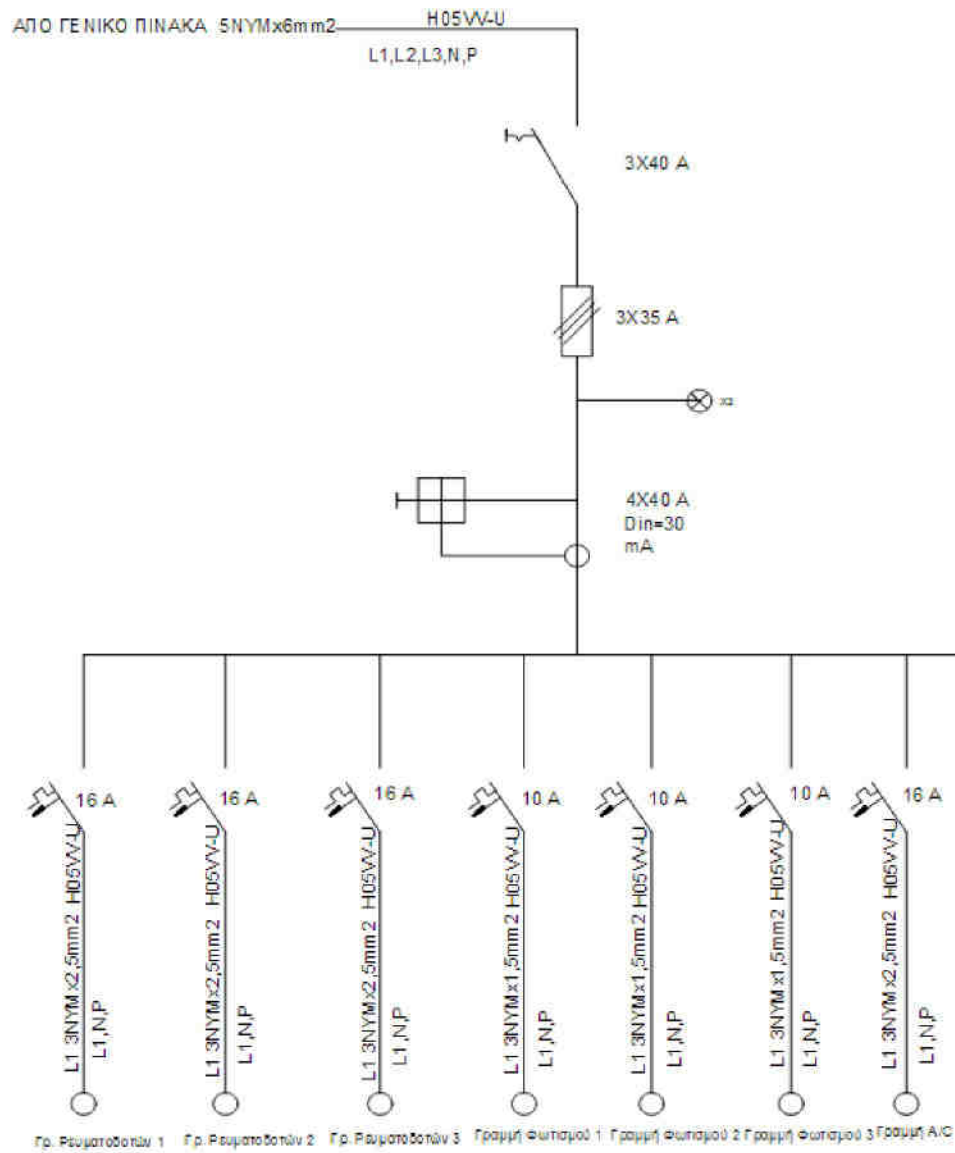 ΑΠΟ ΓΕΝΙΚΟ ΠΙΝΑΚΑ 5NYMx6mm2
H05VV-U
L1,L2,L3,N,P
3X40 A
3X35 A
4X40 A
Din=30
mA
16 A
16 A
16 A
10 A
10 A
10 A
16 A
L1 3NYMx2,5mm2 H05VV-U
L1,N,P
L1 3NYMx2,5mm2 H05VV-U
L1,N,P
L1 3NYMx2,5mm2 H05VV-U
L1,N,P
L1 3NYMx1,5mm2 H05VV-U
L1,N,P
L1 3NYMx1,5mm2 H05VV-U
L1,N,P
L1 3NYMx1,5mm2 H05VV-U
L1,N,P
L1 3NYMx2,5mm2 H05VV-U
L1,N,P
Γρ. Ρευματοδοτών 1
Γρ. Ρευματοδοτών 2
Γρ. Ρευματοδοτών 3
Γραμμή Φωτισμού 1
Γραμμή Φωτισμού 2
Γραμμή Φωτισμού 3
Γραμμή A/C